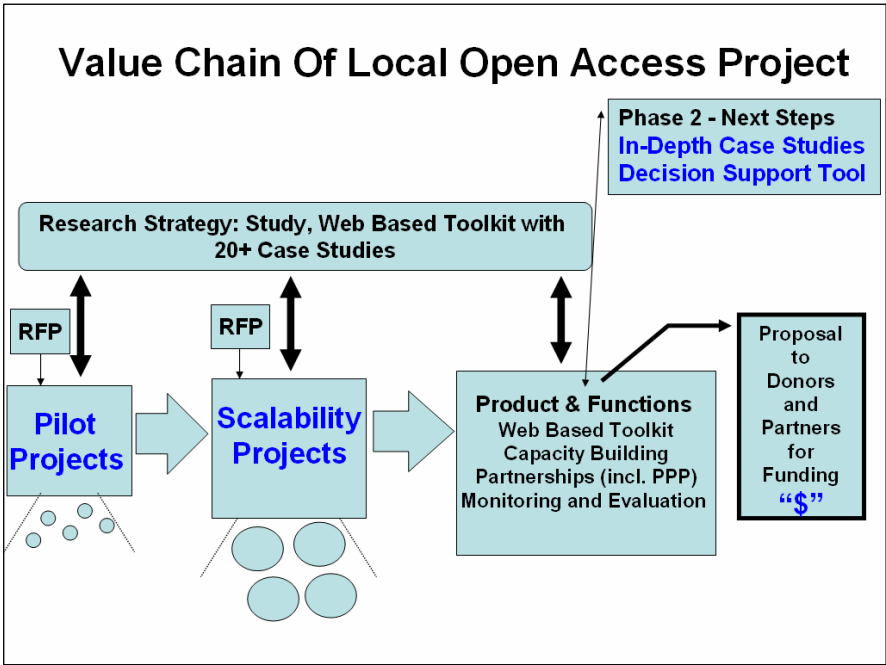 Value Chain Of Local Open Access Project
Phase 2 - Next Steps
In-Depth Case Studies
Decision Support Tool
Research Strategy: Study, Web Based Toolkit with
20+ Case Studies
RFP
RFP
Pilot
Projects
Scalability
Projects
Product & Functions
Web Based Toolkit
Capacity Building
Partnerships (incl. PPP)
Monitoring and Evaluation
Proposal
to
Donors
and
Partners
for
Funding
“$”